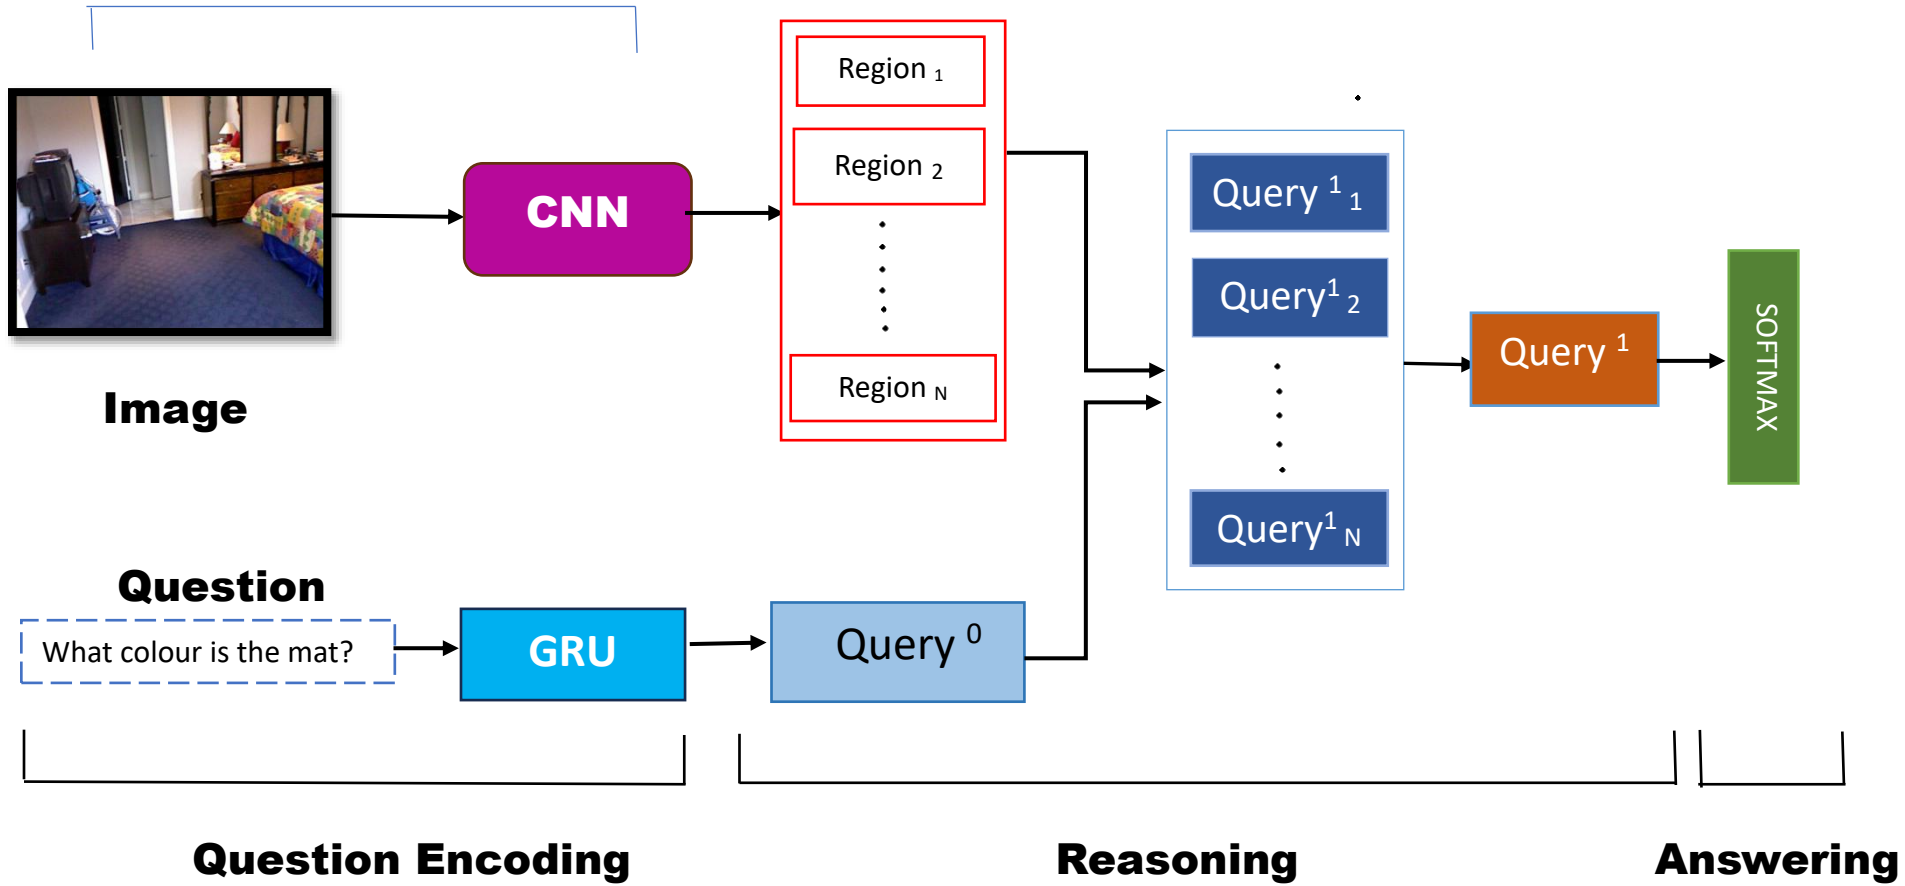 Region 1
Region 2
Region N
CNN
Image
Question
What colour is the mat?
GRU
Query 0
Query 1 1
Query1 2
Query1 N
Query 1
SOFTMAX
Question Encoding
Reasoning
Answering